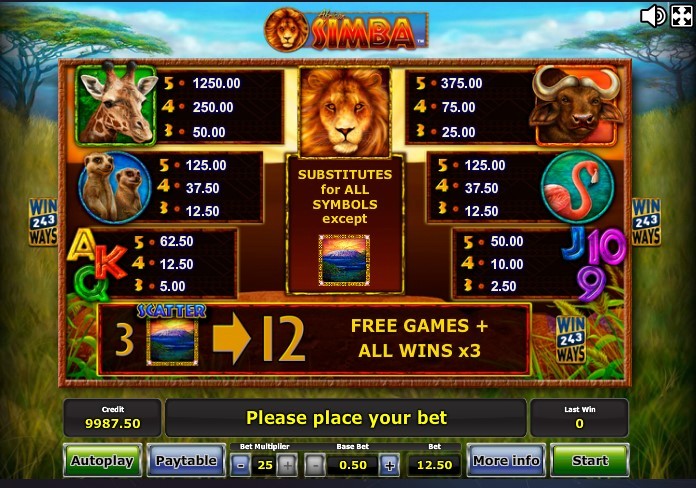 African
SIMBA™
5 • 1250.00
4 • 250.00
3 • 50.00
5 • 375.00
4 • 75.00
3 • 25.00
5 • 125.00
4 • 37.50
3 • 12.50
SUBSTITUTES
for ALL
SYMBOLS
except
5 • 125.00
4 • 37.50
3 • 12.50
WIN
243
WAYS
WIN
243
WAYS
A K Q
5 • 62.50
4 • 12.50
3 • 5.00
5 • 50.00
4 • 10.00
3 • 2.50
J 10 9
3 SCATTER 12
FREE GAMES +
ALL WINS x3
WIN
243
WAYS
Credit
9987.50
Please place your bet
Last Win
0
Autoplay
Paytable
Bet Multiplier
- 25 +
Base Bet
- 0.50 +
Bet
12.50
More info
Start